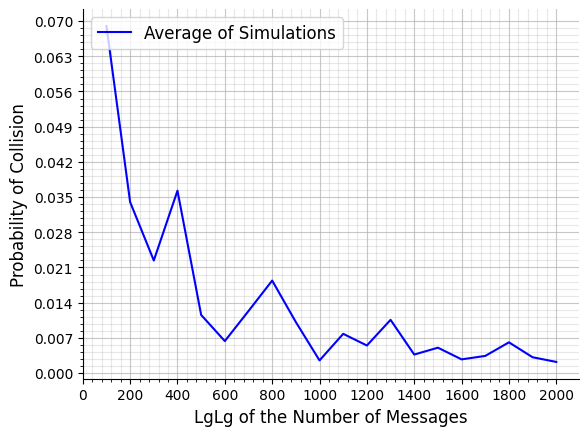 Average of Simulations
Probability of Collision
0.070
0.063
0.056
0.049
0.042
0.035
0.028
0.021
0.014
0.007
0.000
0 200 400 600 800 1000 1200 1400 1600 1800 2000
LgLg of the Number of Messages